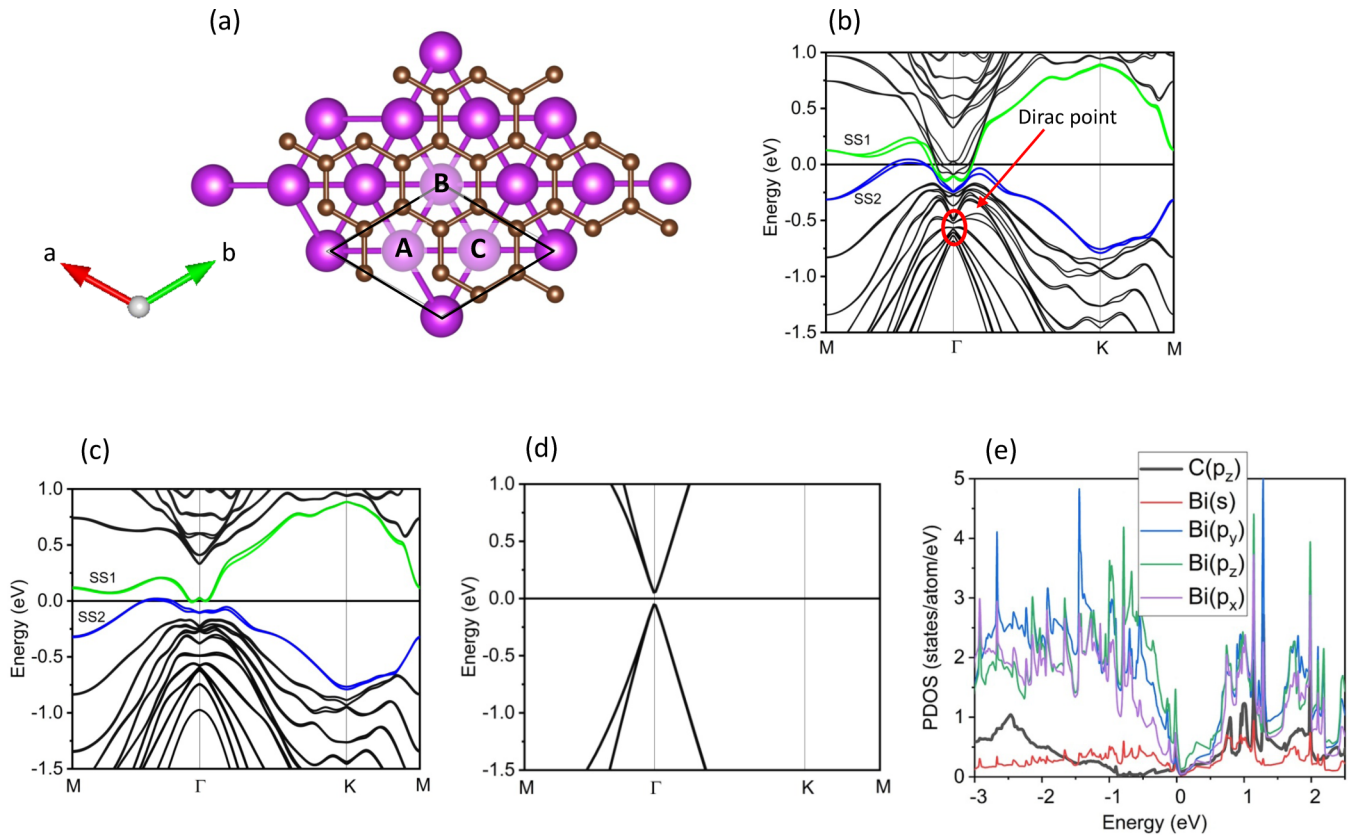 (a)
B
A
C
a
b
(b)
1.0
0.5
0.0
-0.5
-1.0
-1.5
Energy (eV)
SS1
SS2
Dirac point
M
Γ
K
M
(c)
1.0
0.5
0.0
-0.5
-1.0
-1.5
Energy (eV)
SS1
SS2
M
Γ
K
M
(d)
1.0
0.5
0.0
-0.5
-1.0
-1.5
Energy (eV)
M
Γ
K
M
(e)
C(pz)
Bi(s)
Bi(py)
Bi(pz)
Bi(px)
5
4
3
2
1
0
PDOS (states/atom/eV)
-3
-2
-1
0
1
2
Energy (eV)